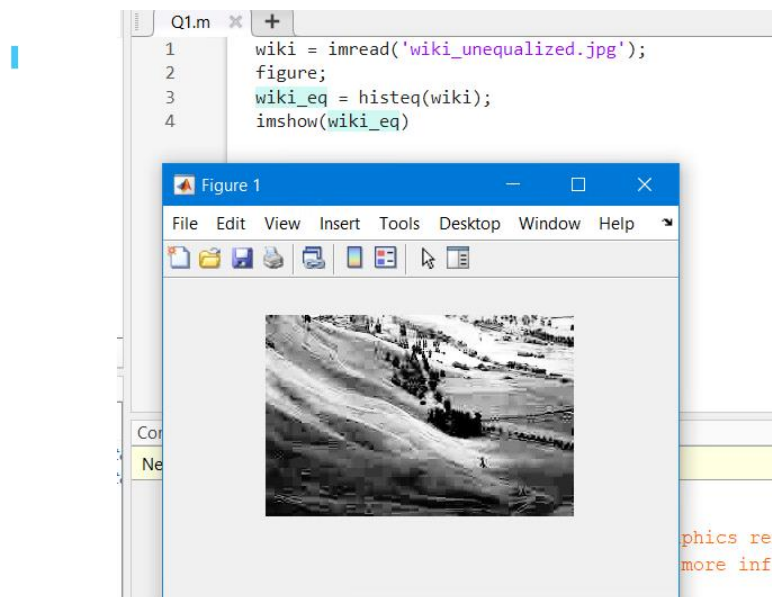 Q1.m
1 wiki = imread('wiki_unequalized.jpg');
2 figure;
3 wiki_eq = histeq(wiki);
4 imshow(wiki_eq)
Figure 1
File Edit View Insert Tools Desktop Window Help
Cor
Ne
phics re
more inf